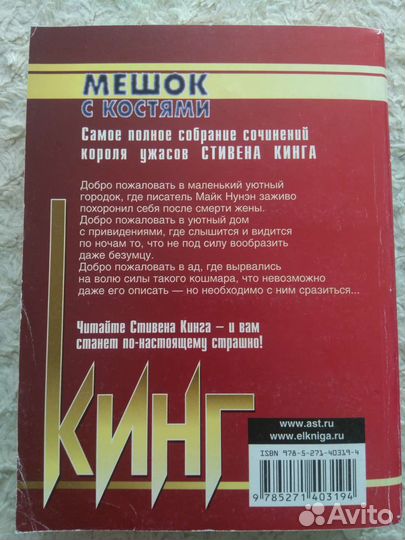 МЕШОК
С КОСТЯМИ
Самое полное собрание сочинений
короля ужасов СТИВЕНА КИНГА
Добро пожаловать в маленький уютный
городок, где писатель Майк Нунэн заживо
похоронил себя после смерти жены.
Добро пожаловать в уютный дом
с привидениями, где слышится и видится
по ночам то, что не под силу вообразить
даже безумцу.
Добро пожаловать в ад, где вырвались
на волю силы такого кошмара, что невозможно
даже его описать — но необходимо с ним сразиться...
Читайте Стивена Кинга – и вам
станет по-настоящему страшно!
КИНГ
www.ast.ru
www.elkniga.ru
ISBN 978-5-271-40319-4
9 785271 403194
Avito